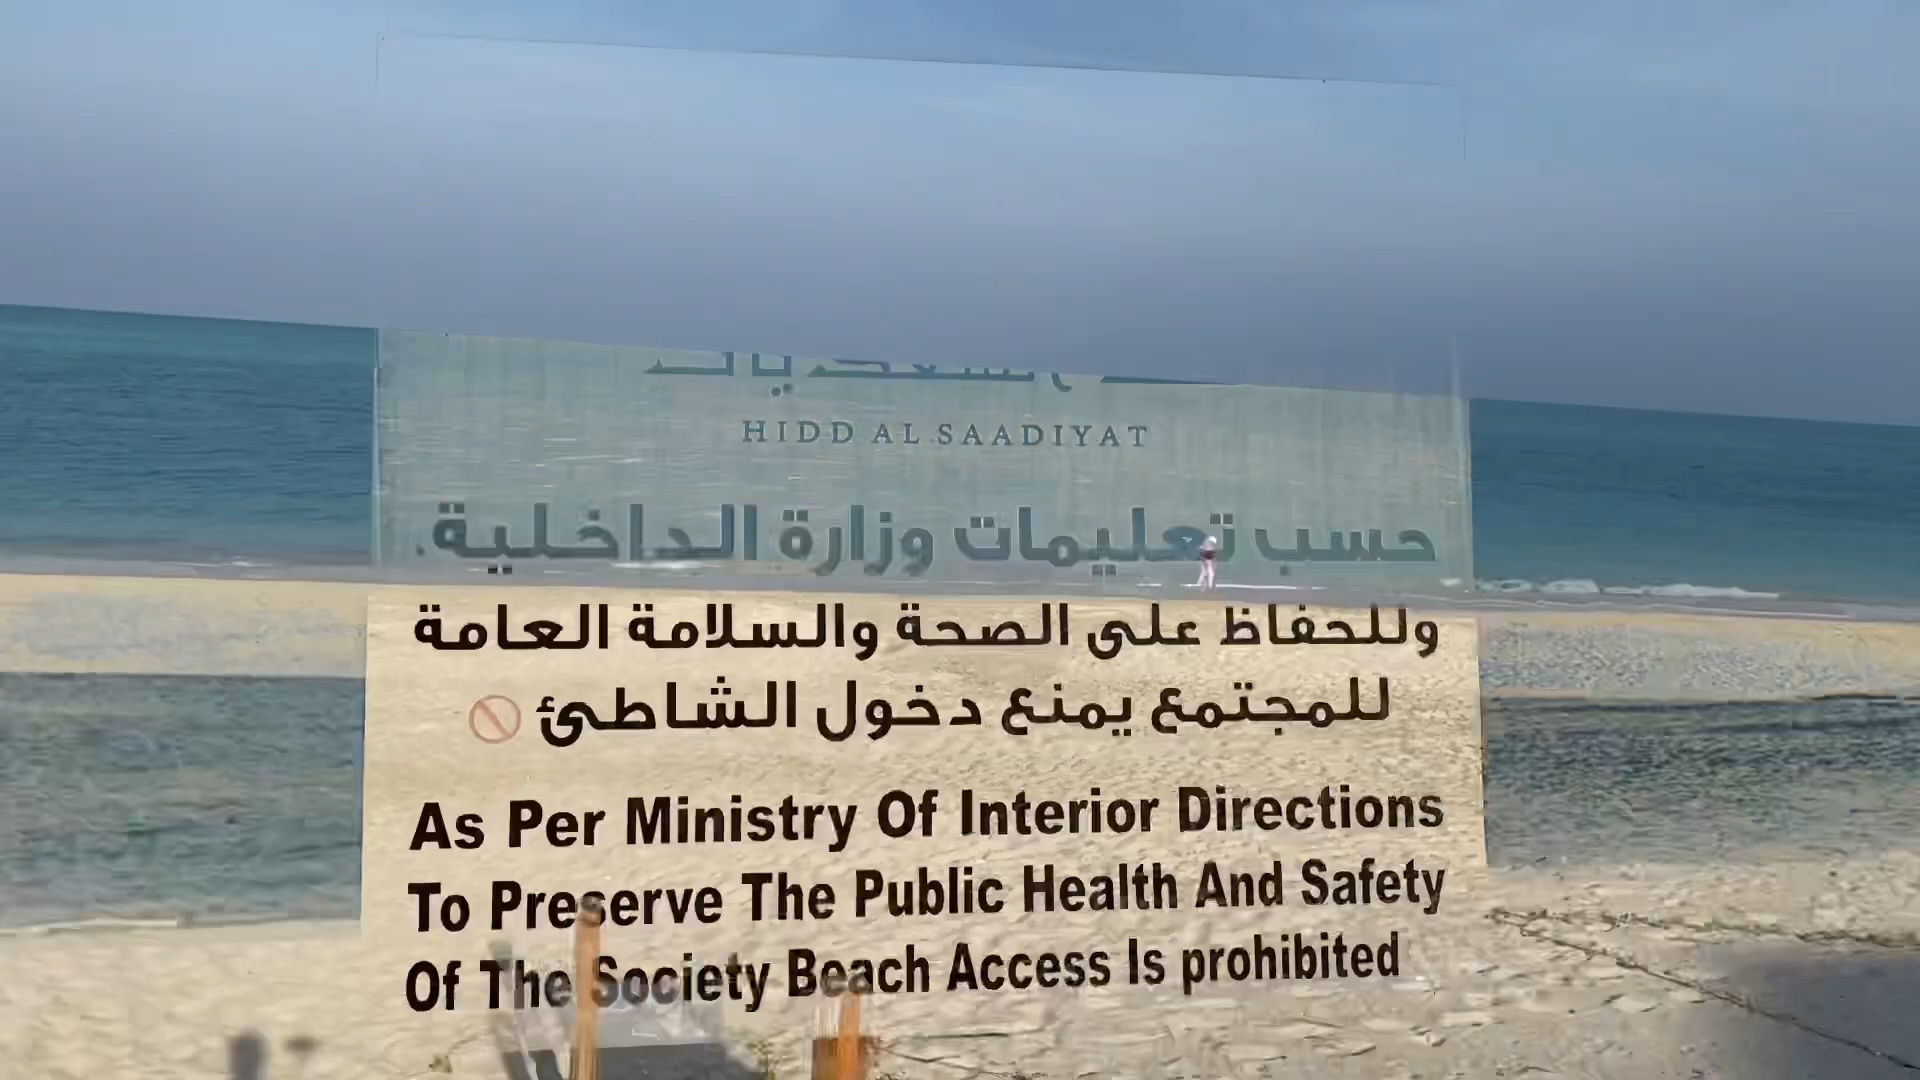 HIDD AL SAADIYAT
حسب تعليمات وزارة الداخلية.
وللحفاظ على الصحة والسلامة العامة
للمجتمع يمنع دخول الشاطئ
As Per Ministry Of Interior Directions
To Preserve The Public Health And Safety
Of The Society Beach Access Is prohibited